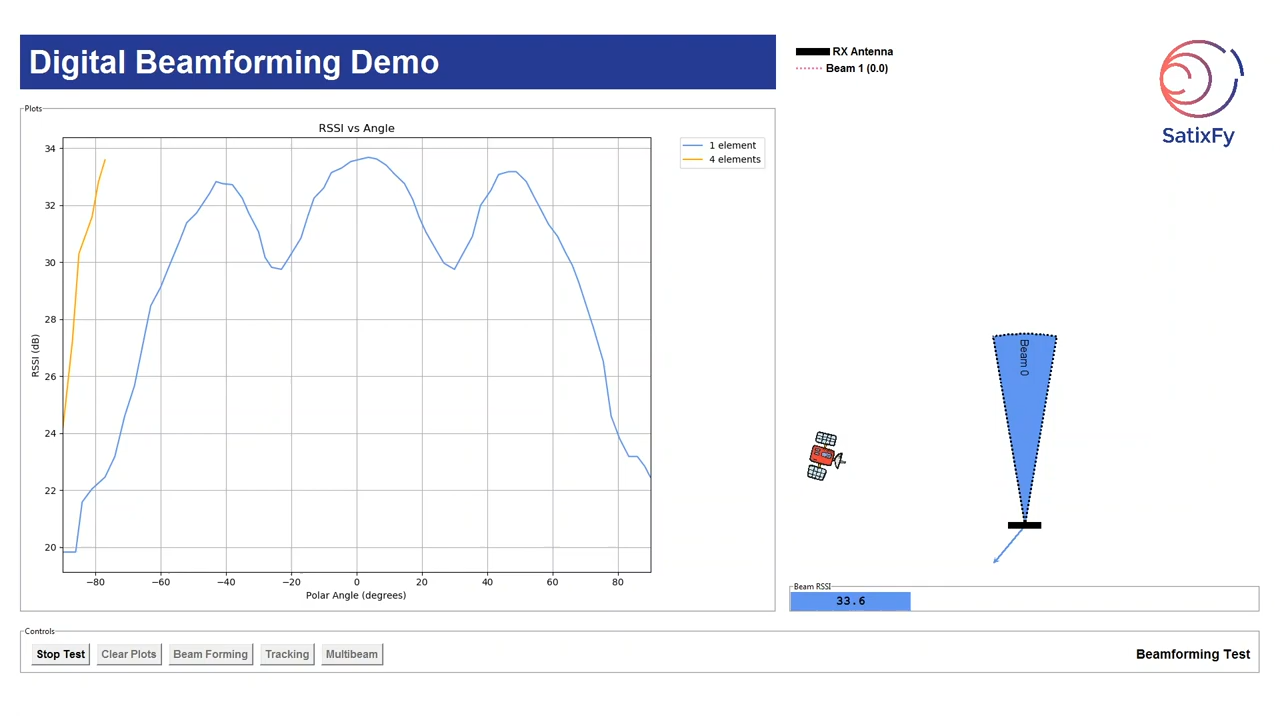 Digital Beamforming Demo
RX Antenna
Beam 1 (0.0)
SatixFy
Plots
RSSI vs Angle
1 element
4 elements
34
32
30
28
26
24
22
20
RSSI (dB)
−80
−60
−40
−20
0
20
40
60
80
Polar Angle (degrees)
Beam 0
Beam RSSI
33.6
Controls
Stop Test
Clear Plots
Beam Forming
Tracking
Multibeam
Beamforming Test